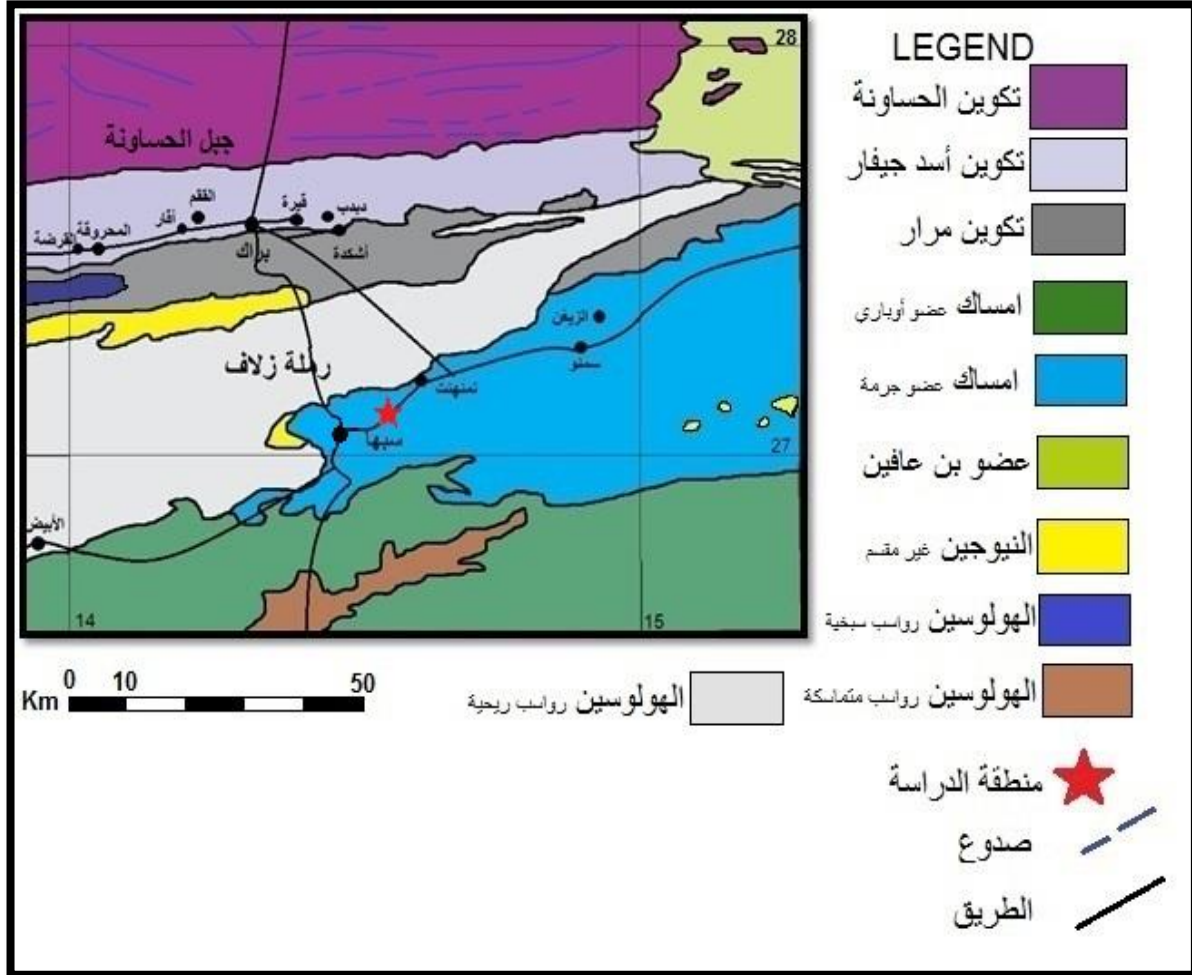 28
جبل الحساونة
الققم
قيرة
دبدب
أقار
المحروقة
القرضة
براك
أشكدة
الزيغن
سمنو
رملة زلاف
تمنهنت
سبها
27
الأبيض
14
15
LEGEND
تكوين الحساونة
تكوين أسد جيفار
تكوين مرار
امساك عضو أوباري
امساك عضو جرمة
عضو بن عافين
النيوجين غير مقسم
الهولوسين رواسب سبخية
الهولوسين رواسب متماسكة
الهولوسين رواسب ريحية
منطقة الدراسة
صدوع
الطريق
Km 0 10 50